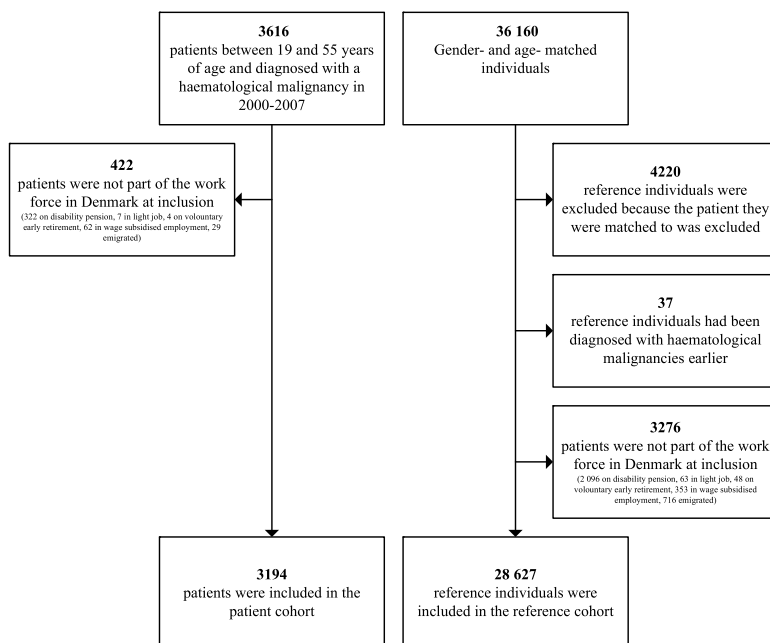 3616
patients between 19 and 55 years
of age and diagnosed with a
haematological malignancy in
2000-2007
36 160
Gender- and age- matched
individuals
422
patients were not part of the work
force in Denmark at inclusion
(322 on disability pension, 7 in light job, 4 on voluntary
early retirement, 62 in wage subsidised employment, 29
emigrated)
4220
reference individuals were
excluded because the patient they
were matched to was excluded
37
reference individuals had been
diagnosed with haematological
malignancies earlier
3276
patients were not part of the work
force in Denmark at inclusion
(2 096 on disability pension, 63 in light job, 48 on
voluntary early retirement, 353 in wage subsidised
employment, 716 emigrated)
3194
patients were included in the
patient cohort
28 627
reference individuals were
included in the reference cohort